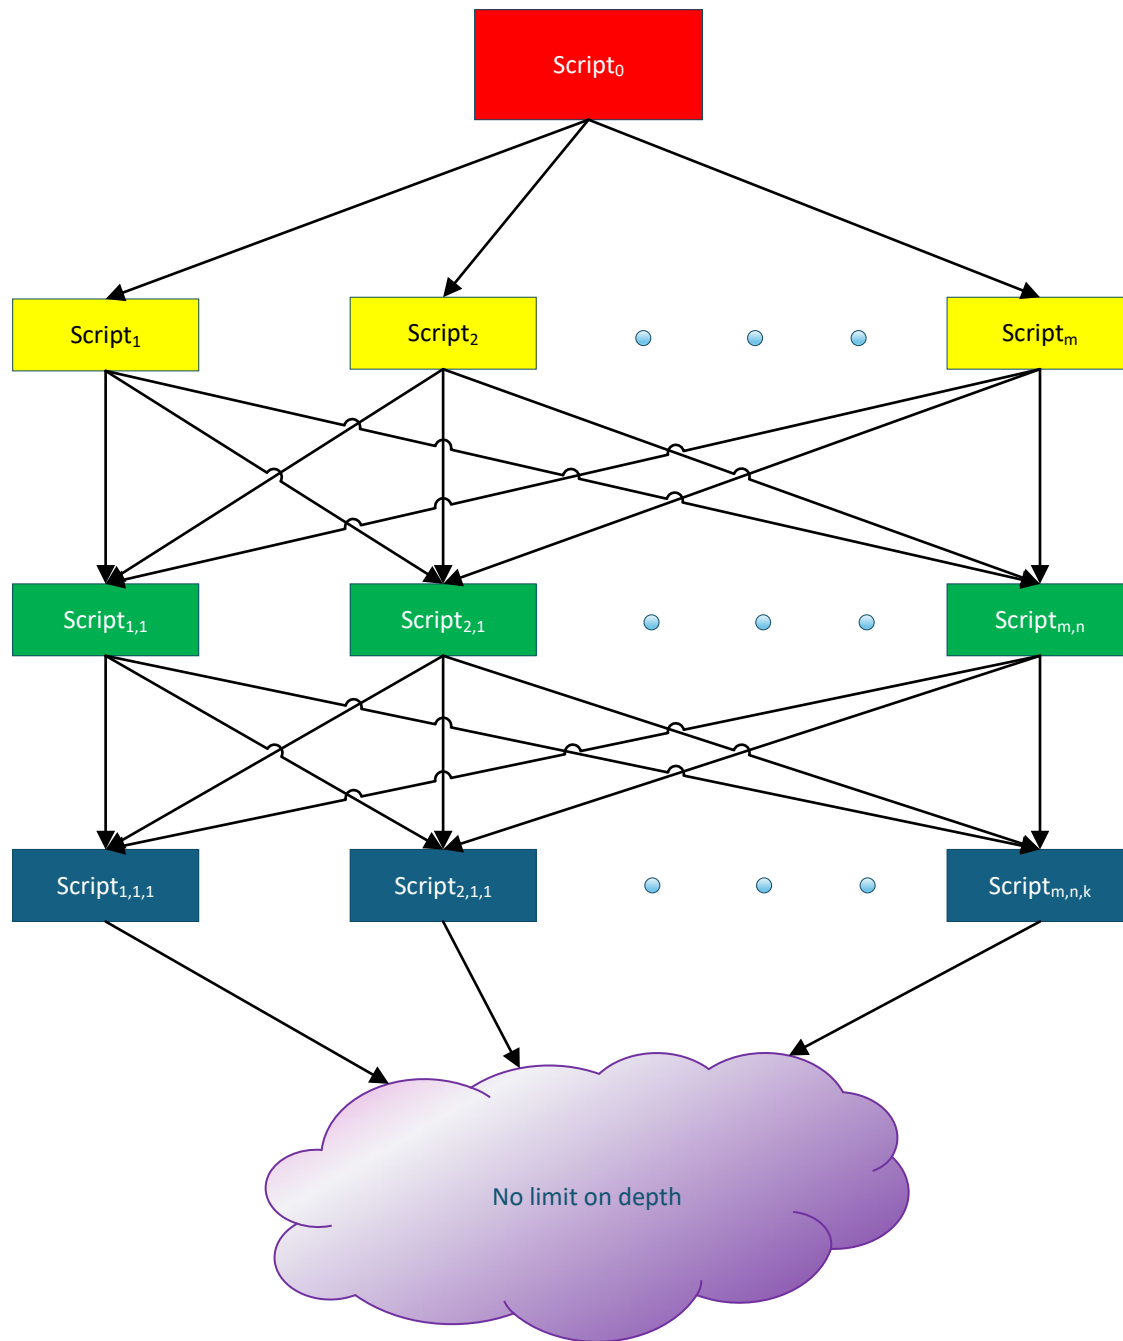 Script₀
Script₁
Script₂
Scriptₘ
Script₁,₁
Script₂,₁
Scriptₘ,ₙ
Script₁,₁,₁
Script₂,₁,₁
Scriptₘ,ₙ,ₖ
No limit on depth